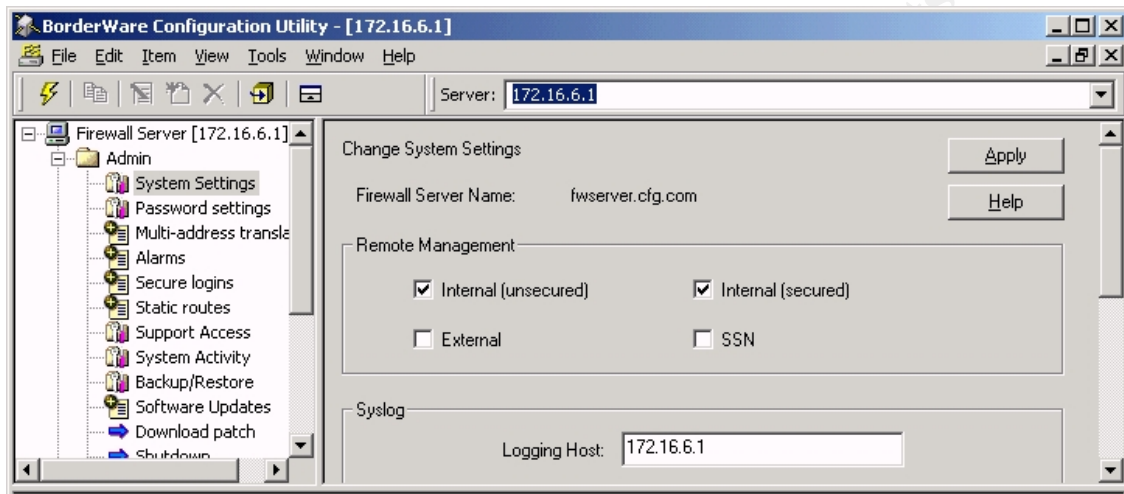 BorderWare Configuration Utility - [172.16.6.1]
File Edit Item View Tools Window Help
Server: 172.16.6.1
Firewall Server [172.16.6.1]
Admin
System Settings
Password settings
Multi-address transla
Alarms
Secure logins
Static routes
Support Access
System Activity
Backup/Restore
Software Updates
Download patch
Shutdown
Change System Settings
Apply
Firewall Server Name: fwserver.cfg.com
Help
Remote Management
Internal (unsecured) Internal (secured)
External SSN
Syslog
Logging Host: 172.16.6.1